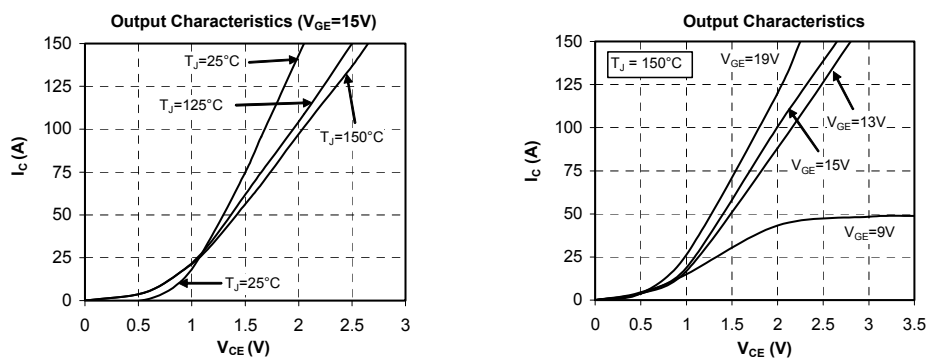 Output Characteristics (VGE=15V)
150
125
100
75
50
25
0
IC (A)
TJ=25°C
TJ=125°C
TJ=150°C
TJ=25°C
0
0.5
1
1.5
2
2.5
3
VCE (V)
Output Characteristics
150
125
100
75
50
25
0
IC (A)
TJ = 150°C
VGE=19V
VGE=13V
VGE=15V
VGE=9V
0
0.5
1
1.5
2
2.5
3
3.5
VCE (V)